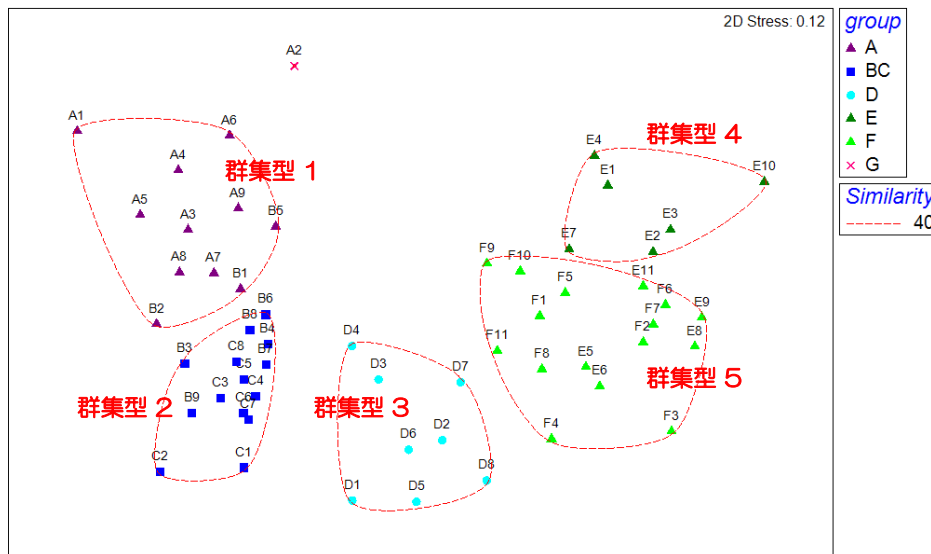 2D Stress: 0.12
group
A
BC
D
E
F
G
Similarity
40
A2
A1
A6
A4
群集型 1
A5
A9
A3
B5
A8
A7
B1
B2
B6
B8
B4
B3
C8
B7
C5
C3
C4
群集型 2
B9
C6
C7
C2
C1
D4
D3
D7
群集型 3
D6
D2
D1
D5
D8
群集型 4
E4
E1
E10
E3
E7
E2
F9
F10
F5
E11
F6
F1
F7
E9
F2
E8
F11
F8
E5
E6
群集型 5
F4
F3